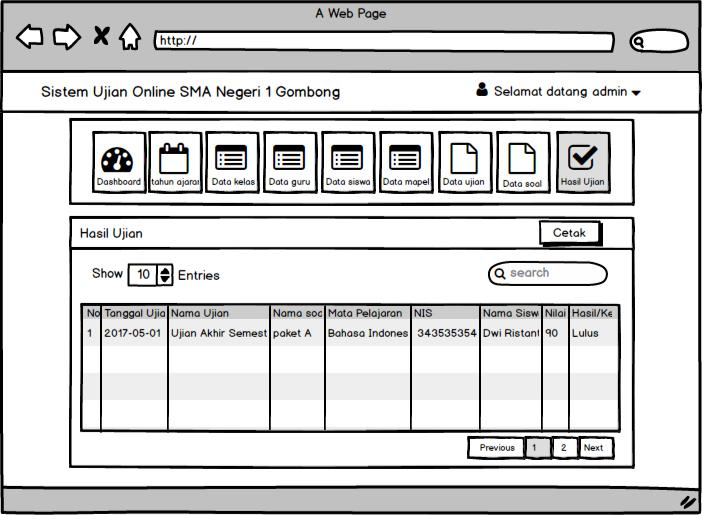 A Web Page
http://
Sistem Ujian Online SMA Negeri 1 Gombong
Selamat datang admin
Dashboard tahun ajaran Data kelas Data guru Data siswa Data mapel Data ujian Data soal Hasil Ujian
Hasil Ujian
Cetak
Show 10 Entries
search
No Tanggal Ujia Nama Ujian Nama soc Mata Pelajaran NIS Nama Sisw Nilai Hasil/Ke
1 2017-05-01 Ujian Akhir Semest paket A Bahasa Indones 343535354 Dwi Ristant 90 Lulus
Previous 1 2 Next